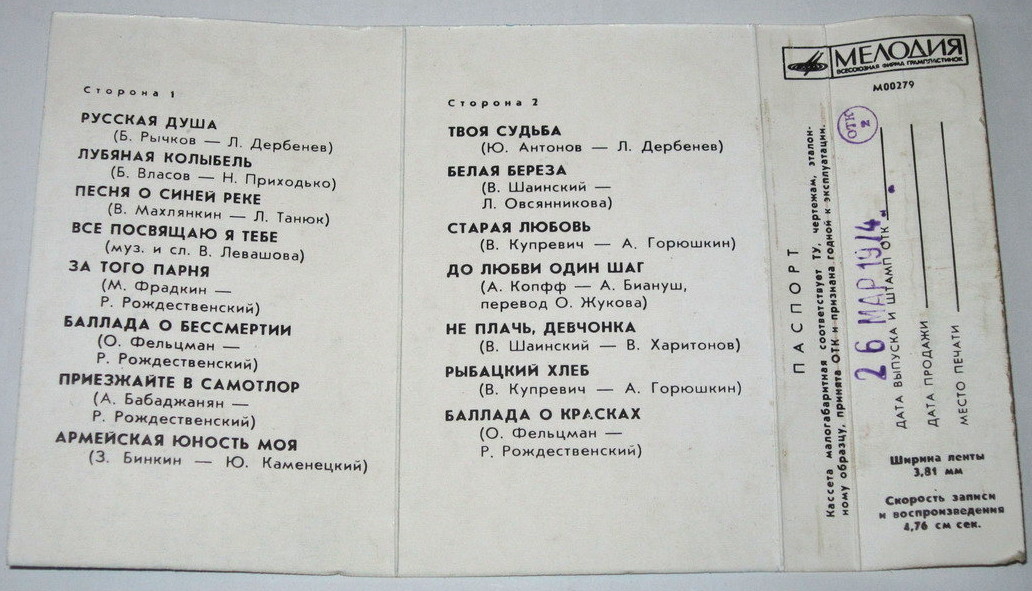 Сторона 1
РУССКАЯ ДУША
(Б. Рычков — Л. Дербенев)
ЛУБЯНАЯ КОЛЫБЕЛЬ
(Б. Власов — Н. Приходько)
ПЕСНЯ О СИНЕЙ РЕКЕ
(В. Махлянкин — Л. Танюк)
ВСЕ ПОСВЯЩАЮ Я ТЕБЕ
(муз. и сл. В. Левашова)
ЗА ТОГО ПАРНЯ
(М. Фрадкин —
Р. Рождественский)
БАЛЛАДА О БЕССМЕРТИИ
(О. Фельцман —
Р. Рождественский)
ПРИЕЗЖАЙТЕ В САМОТЛОР
(А. Бабаджанян —
Р. Рождественский)
АРМЕЙСКАЯ ЮНОСТЬ МОЯ
(З. Бинкин — Ю. Каменецкий)
Сторона 2
ТВОЯ СУДЬБА
(Ю. Антонов — Л. Дербенев)
БЕЛАЯ БЕРЕЗА
(В. Шаинский —
Л. Овсянникова)
СТАРАЯ ЛЮБОВЬ
(В. Купревич — А. Горюшкин)
ДО ЛЮБВИ ОДИН ШАГ
(А. Копфф — А. Биануш,
перевод О. Жукова)
НЕ ПЛАЧЬ, ДЕВЧОНКА
(В. Шаинский — В. Харитонов)
РЫБАЦКИЙ ХЛЕБ
(В. Купревич — А. Горюшкин)
БАЛЛАДА О КРАСКАХ
(О. Фельцман —
Р. Рождественский)
МЕЛОДИЯ
ВСЕСОЮЗНАЯ ФИРМА ГРАМПЛАСТИНОК
М00279
ПАСПОРТ
Кассета малогабаритная соответствует ТУ, чертежам, эталон-
ному образцу, принята ОТК и признана годной к эксплуатации.
ОТК
2
26 МАР 1974
ДАТА ВЫПУСКА И ШТАМП ОТК
ДАТА ПРОДАЖИ
МЕСТО ПЕЧАТИ
Ширина ленты
3,81 мм
Скорость записи
и воспроизведения
4,76 см сек.